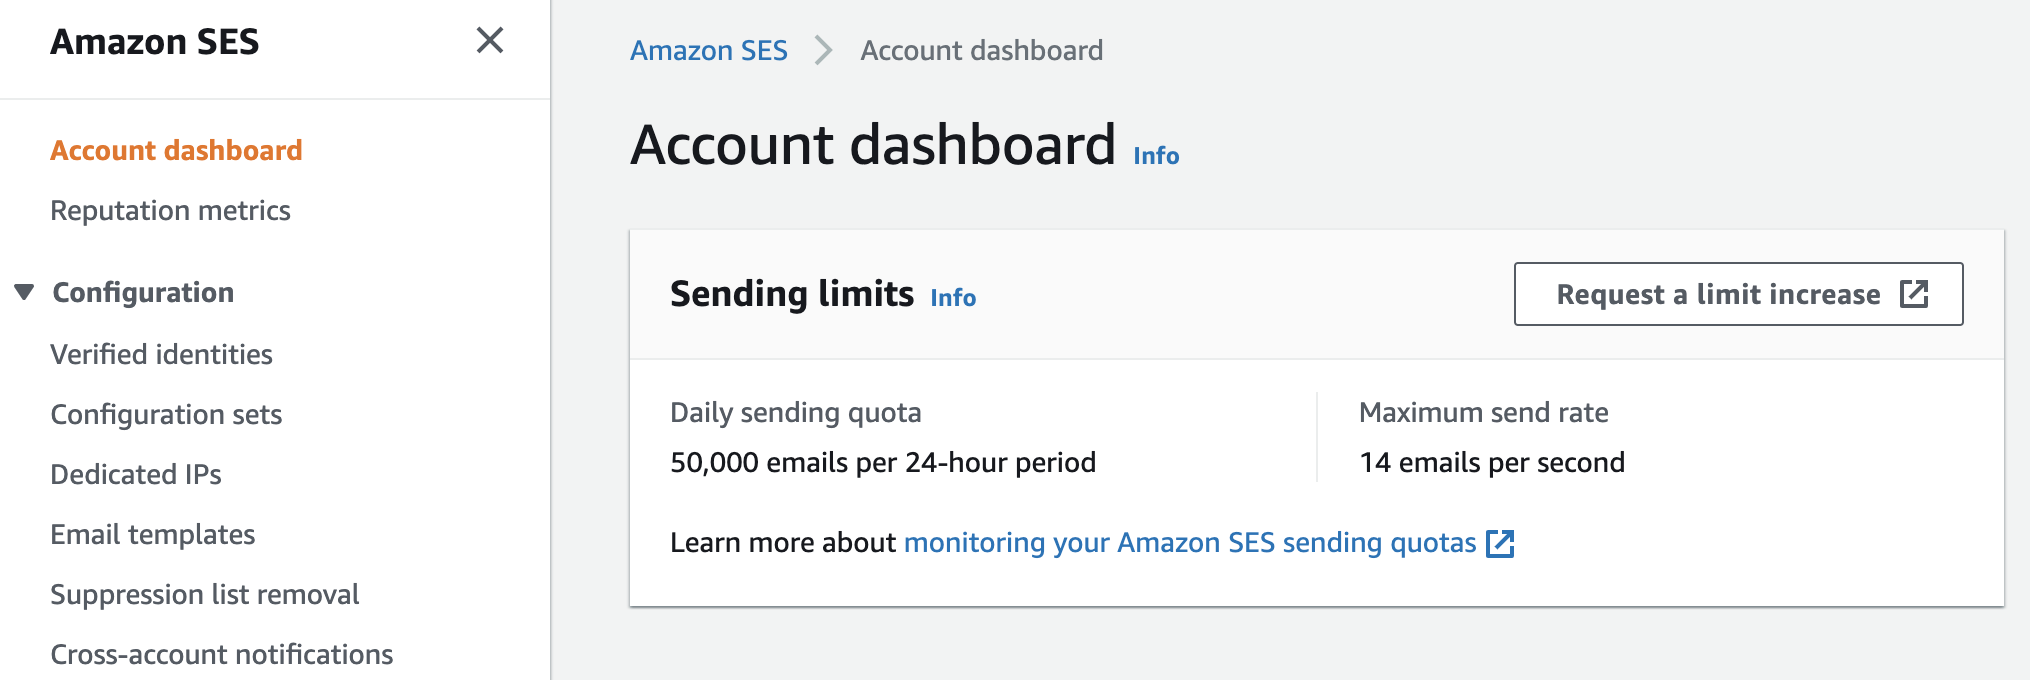 Amazon SES
Account dashboard
Reputation metrics
Configuration
Verified identities
Configuration sets
Dedicated IPs
Email templates
Suppression list removal
Cross-account notifications
Amazon SES > Account dashboard
Account dashboard Info
Sending limits Info
Request a limit increase
Daily sending quota
50,000 emails per 24-hour period
Maximum send rate
14 emails per second
Learn more about monitoring your Amazon SES sending quotas